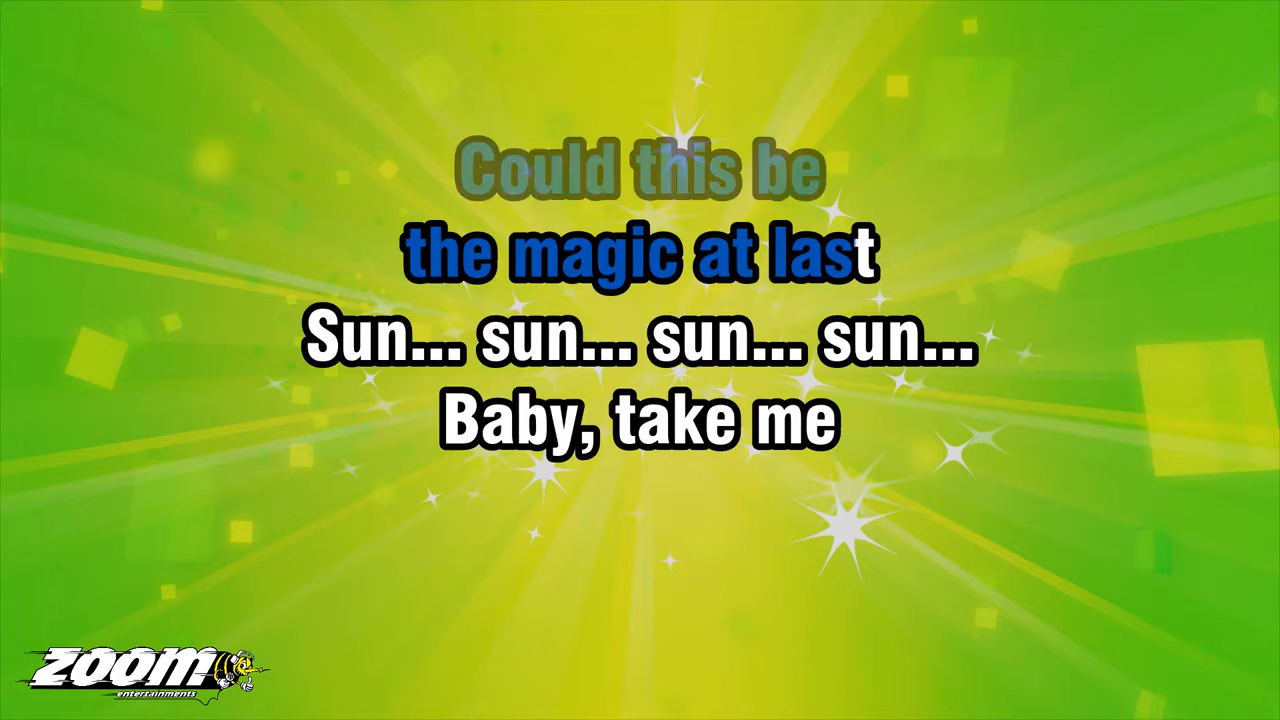 Could this be
the magic at last
Sun... sun... sun... sun...
Baby, take me
ZOOM
entertainments